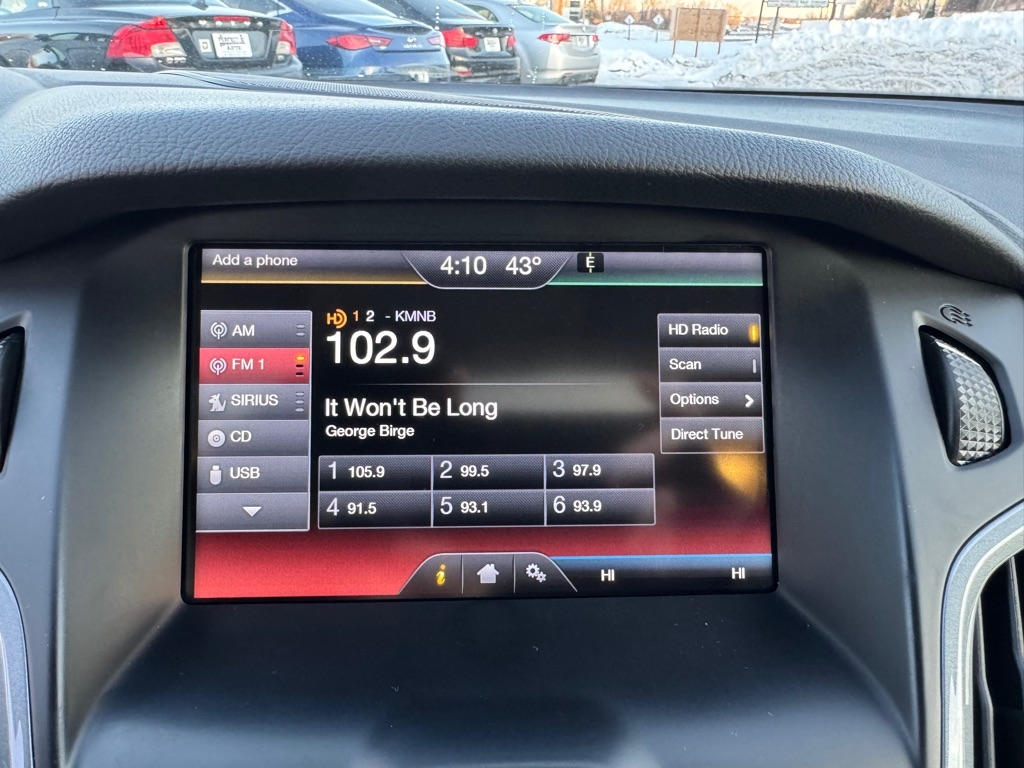 Add a phone
4:10 43° E
HD 1 2 - KMNB
102.9
AM
FM 1
SIRIUS
CD
USB
It Won't Be Long
George Birge
1 105.9 2 99.5 3 97.9
4 91.5 5 93.1 6 93.9
HD Radio
Scan
Options
Direct Tune
i HI HI